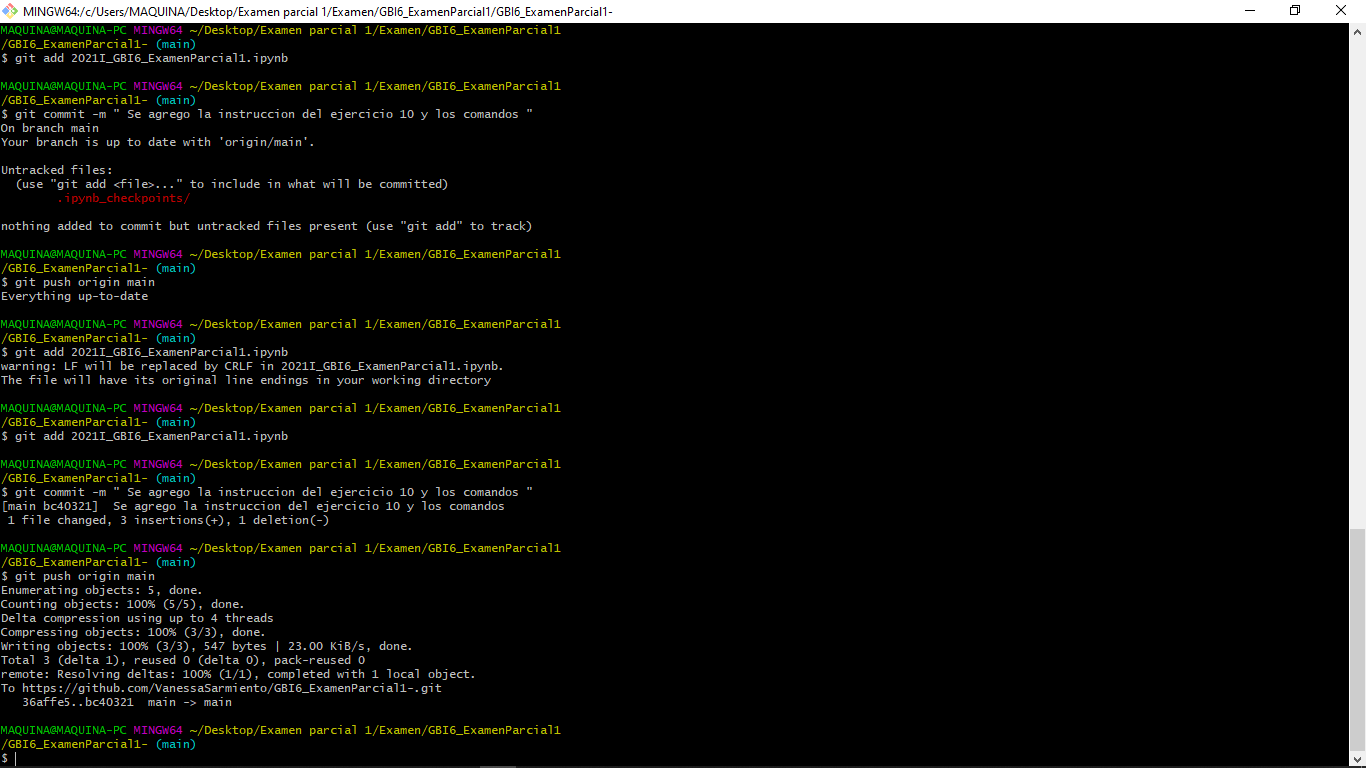 MINGW64:/c/Users/MAQUINA/Desktop/Examen parcial 1/Examen/GBI6_ExamenParcial1/GBI6_ExamenParcial1-
MAQUINA@MAQUINA-PC MINGW64 ~/Desktop/Examen parcial 1/Examen/GBI6_ExamenParcial1
/GBI6_ExamenParcial1- (main)
$ git add 2021I_GBI6_ExamenParcial1.ipynb
MAQUINA@MAQUINA-PC MINGW64 ~/Desktop/Examen parcial 1/Examen/GBI6_ExamenParcial1
/GBI6_ExamenParcial1- (main)
$ git commit -m " Se agrego la instruccion del ejercicio 10 y los comandos "
On branch main
Your branch is up to date with 'origin/main'.
Untracked files:
  (use "git add <file>..." to include in what will be committed)
        .ipynb_checkpoints/
nothing added to commit but untracked files present (use "git add" to track)
MAQUINA@MAQUINA-PC MINGW64 ~/Desktop/Examen parcial 1/Examen/GBI6_ExamenParcial1
/GBI6_ExamenParcial1- (main)
$ git push origin main
Everything up-to-date
MAQUINA@MAQUINA-PC MINGW64 ~/Desktop/Examen parcial 1/Examen/GBI6_ExamenParcial1
/GBI6_ExamenParcial1- (main)
$ git add 2021I_GBI6_ExamenParcial1.ipynb
warning: LF will be replaced by CRLF in 2021I_GBI6_ExamenParcial1.ipynb.
The file will have its original line endings in your working directory
MAQUINA@MAQUINA-PC MINGW64 ~/Desktop/Examen parcial 1/Examen/GBI6_ExamenParcial1
/GBI6_ExamenParcial1- (main)
$ git add 2021I_GBI6_ExamenParcial1.ipynb
MAQUINA@MAQUINA-PC MINGW64 ~/Desktop/Examen parcial 1/Examen/GBI6_ExamenParcial1
/GBI6_ExamenParcial1- (main)
$ git commit -m " Se agrego la instruccion del ejercicio 10 y los comandos "
[main bc40321]  Se agrego la instruccion del ejercicio 10 y los comandos
 1 file changed, 3 insertions(+), 1 deletion(-)
MAQUINA@MAQUINA-PC MINGW64 ~/Desktop/Examen parcial 1/Examen/GBI6_ExamenParcial1
/GBI6_ExamenParcial1- (main)
$ git push origin main
Enumerating objects: 5, done.
Counting objects: 100% (5/5), done.
Delta compression using up to 4 threads
Compressing objects: 100% (3/3), done.
Writing objects: 100% (3/3), 547 bytes | 23.00 KiB/s, done.
Total 3 (delta 1), reused 0 (delta 0), pack-reused 0
remote: Resolving deltas: 100% (1/1), completed with 1 local object.
To https://github.com/VanessaSarmiento/GBI6_ExamenParcial1-.git
   36affe5..bc40321  main -> main
MAQUINA@MAQUINA-PC MINGW64 ~/Desktop/Examen parcial 1/Examen/GBI6_ExamenParcial1
/GBI6_ExamenParcial1- (main)
$